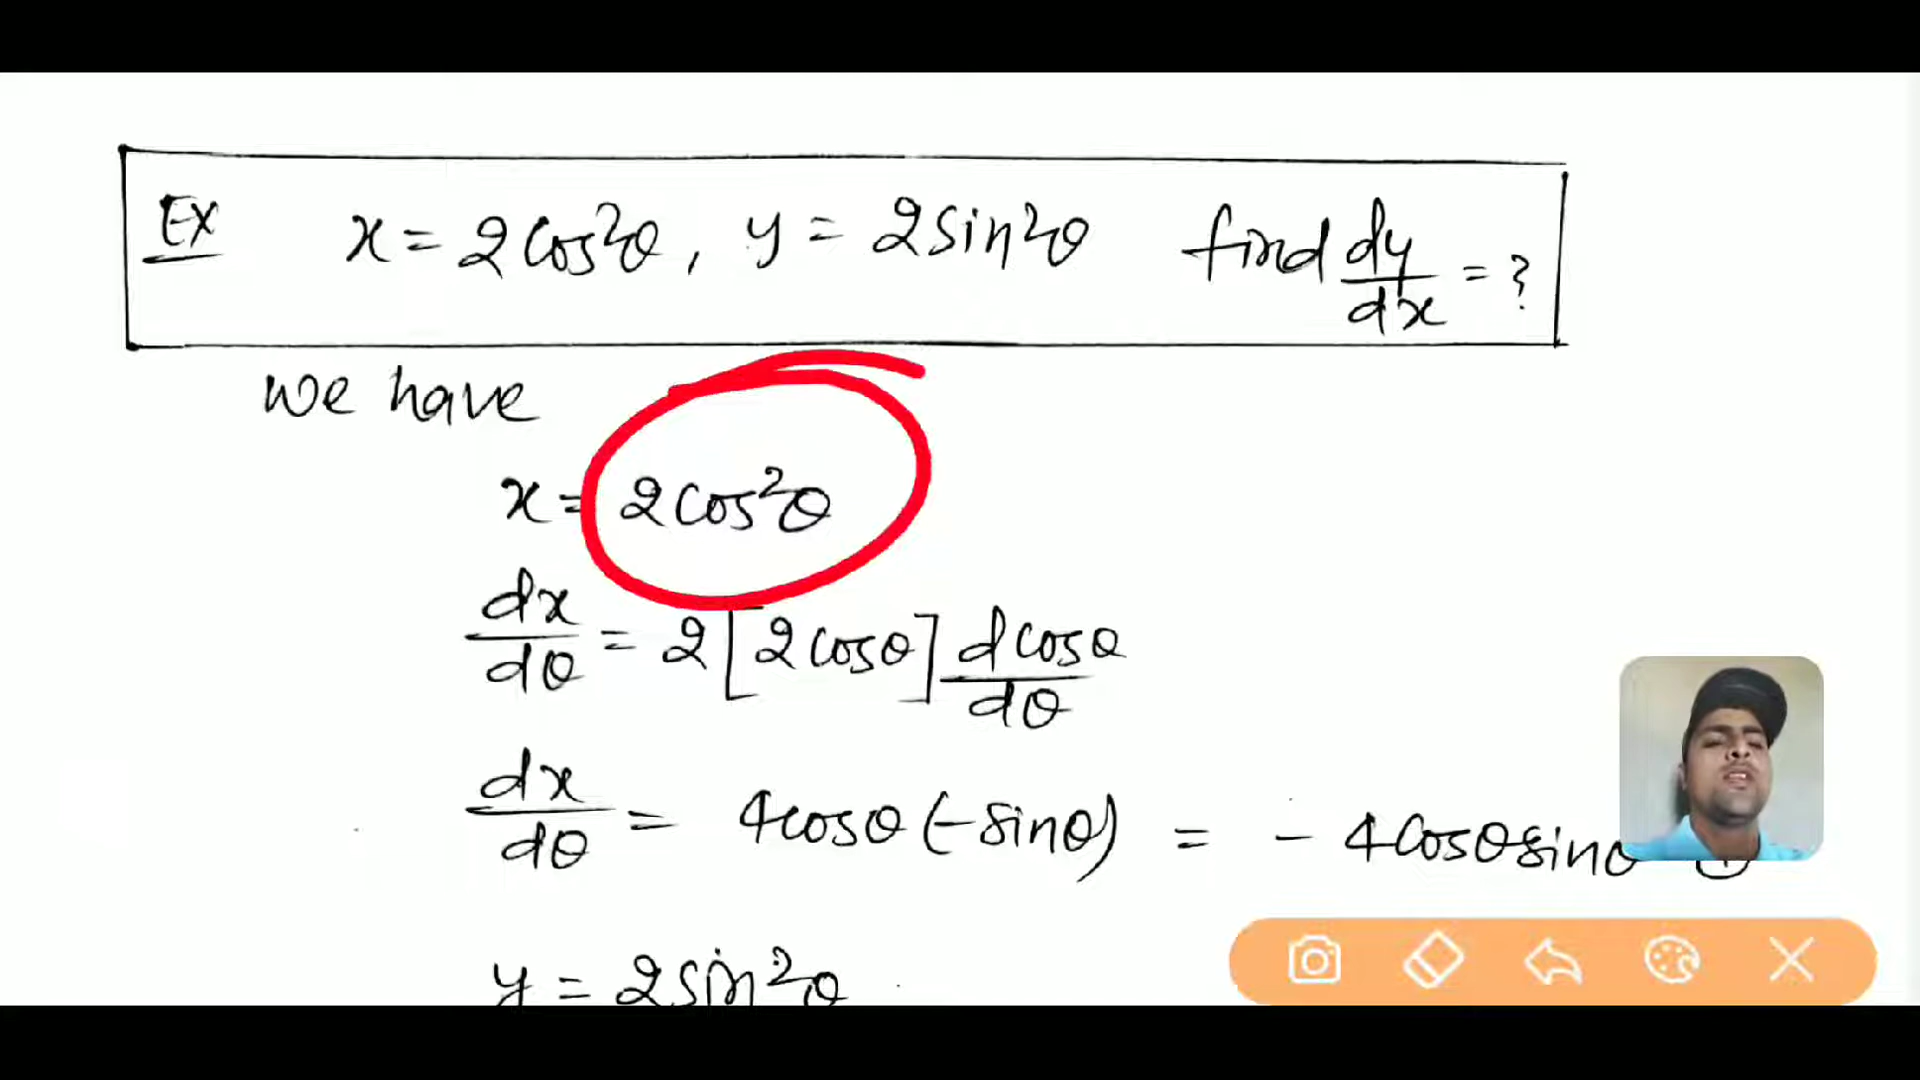 Ex x = 2cos²θ, y = 2sin²θ find dy/dx = ?
we have
x = 2cos²θ
dx/dθ = 2[2cosθ] dcosθ/dθ
dx/dθ = 4cosθ(-sinθ) = - 4cosθsinθ
y = 2sin²θ